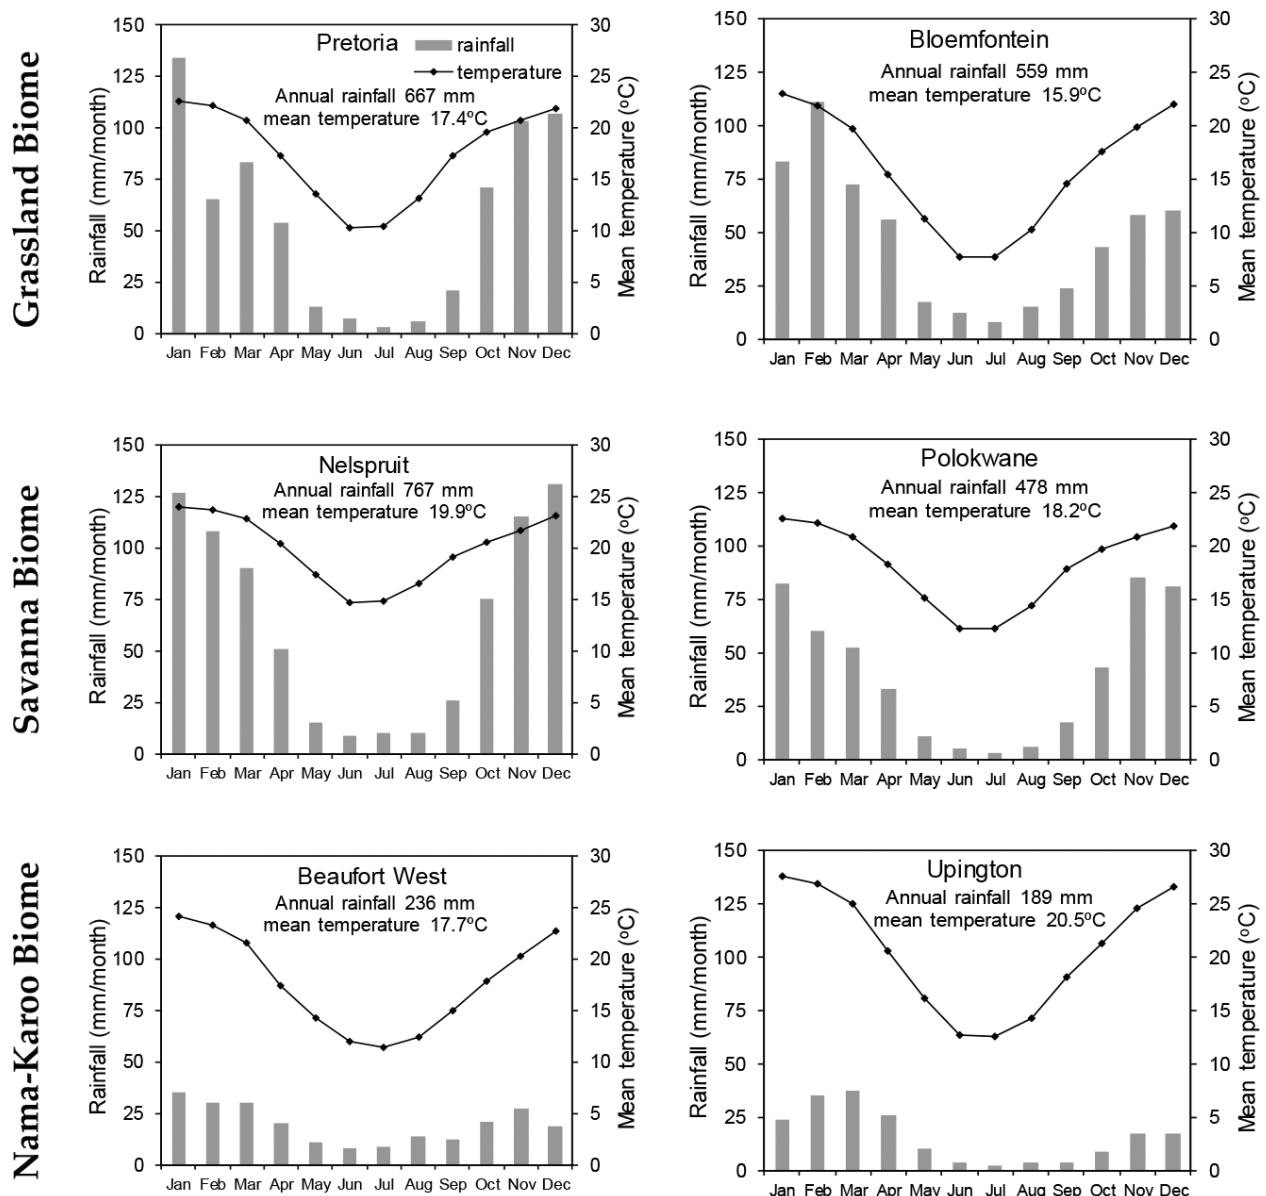 Grassland Biome
Pretoria
rainfall
temperature
Annual rainfall 667 mm
mean temperature 17.4ºC
Rainfall (mm/month)
150
125
100
75
50
25
0
Mean temperature (ºC)
30
25
20
15
10
5
0
Jan Feb Mar Apr May Jun Jul Aug Sep Oct Nov Dec
Bloemfontein
Annual rainfall 559 mm
mean temperature 15.9ºC
Rainfall (mm/month)
150
125
100
75
50
25
0
Mean temperature (ºC)
30
25
20
15
10
5
0
Jan Feb Mar Apr May Jun Jul Aug Sep Oct Nov Dec
Savanna Biome
Nelspruit
Annual rainfall 767 mm
mean temperature 19.9ºC
Rainfall (mm/month)
150
125
100
75
50
25
0
Mean temperature (ºC)
30
25
20
15
10
5
0
Jan Feb Mar Apr May Jun Jul Aug Sep Oct Nov Dec
Polokwane
Annual rainfall 478 mm
mean temperature 18.2ºC
Rainfall (mm/month)
150
125
100
75
50
25
0
Mean temperature (ºC)
30
25
20
15
10
5
0
Jan Feb Mar Apr May Jun Jul Aug Sep Oct Nov Dec
Nama-Karoo Biome
Beaufort West
Annual rainfall 236 mm
mean temperature 17.7ºC
Rainfall (mm/month)
150
125
100
75
50
25
0
Mean temperature (ºC)
30
25
20
15
10
5
0
Jan Feb Mar Apr May Jun Jul Aug Sep Oct Nov Dec
Upington
Annual rainfall 189 mm
mean temperature 20.5ºC
Rainfall (mm/month)
150
125
100
75
50
25
0
Mean temperature (ºC)
30
25
20
15
10
5
0
Jan Feb Mar Apr May Jun Jul Aug Sep Oct Nov Dec